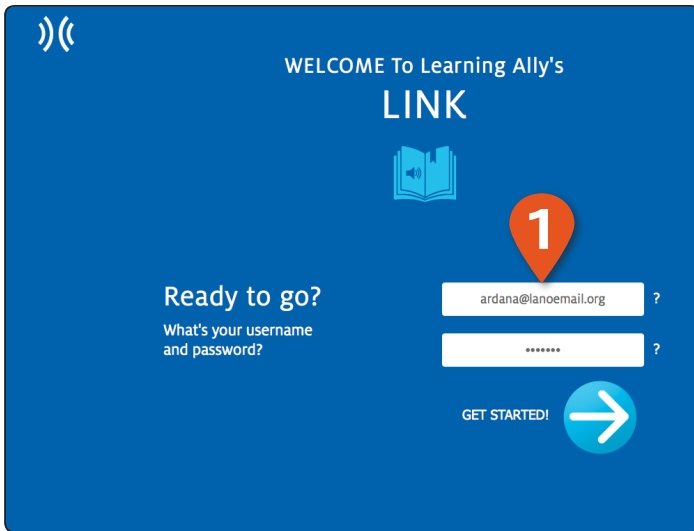 WELCOME To Learning Ally's
LINK
1
Ready to go?
ardana@lanoemail.org ?
What's your username
and password?
••••••• ?
GET STARTED!